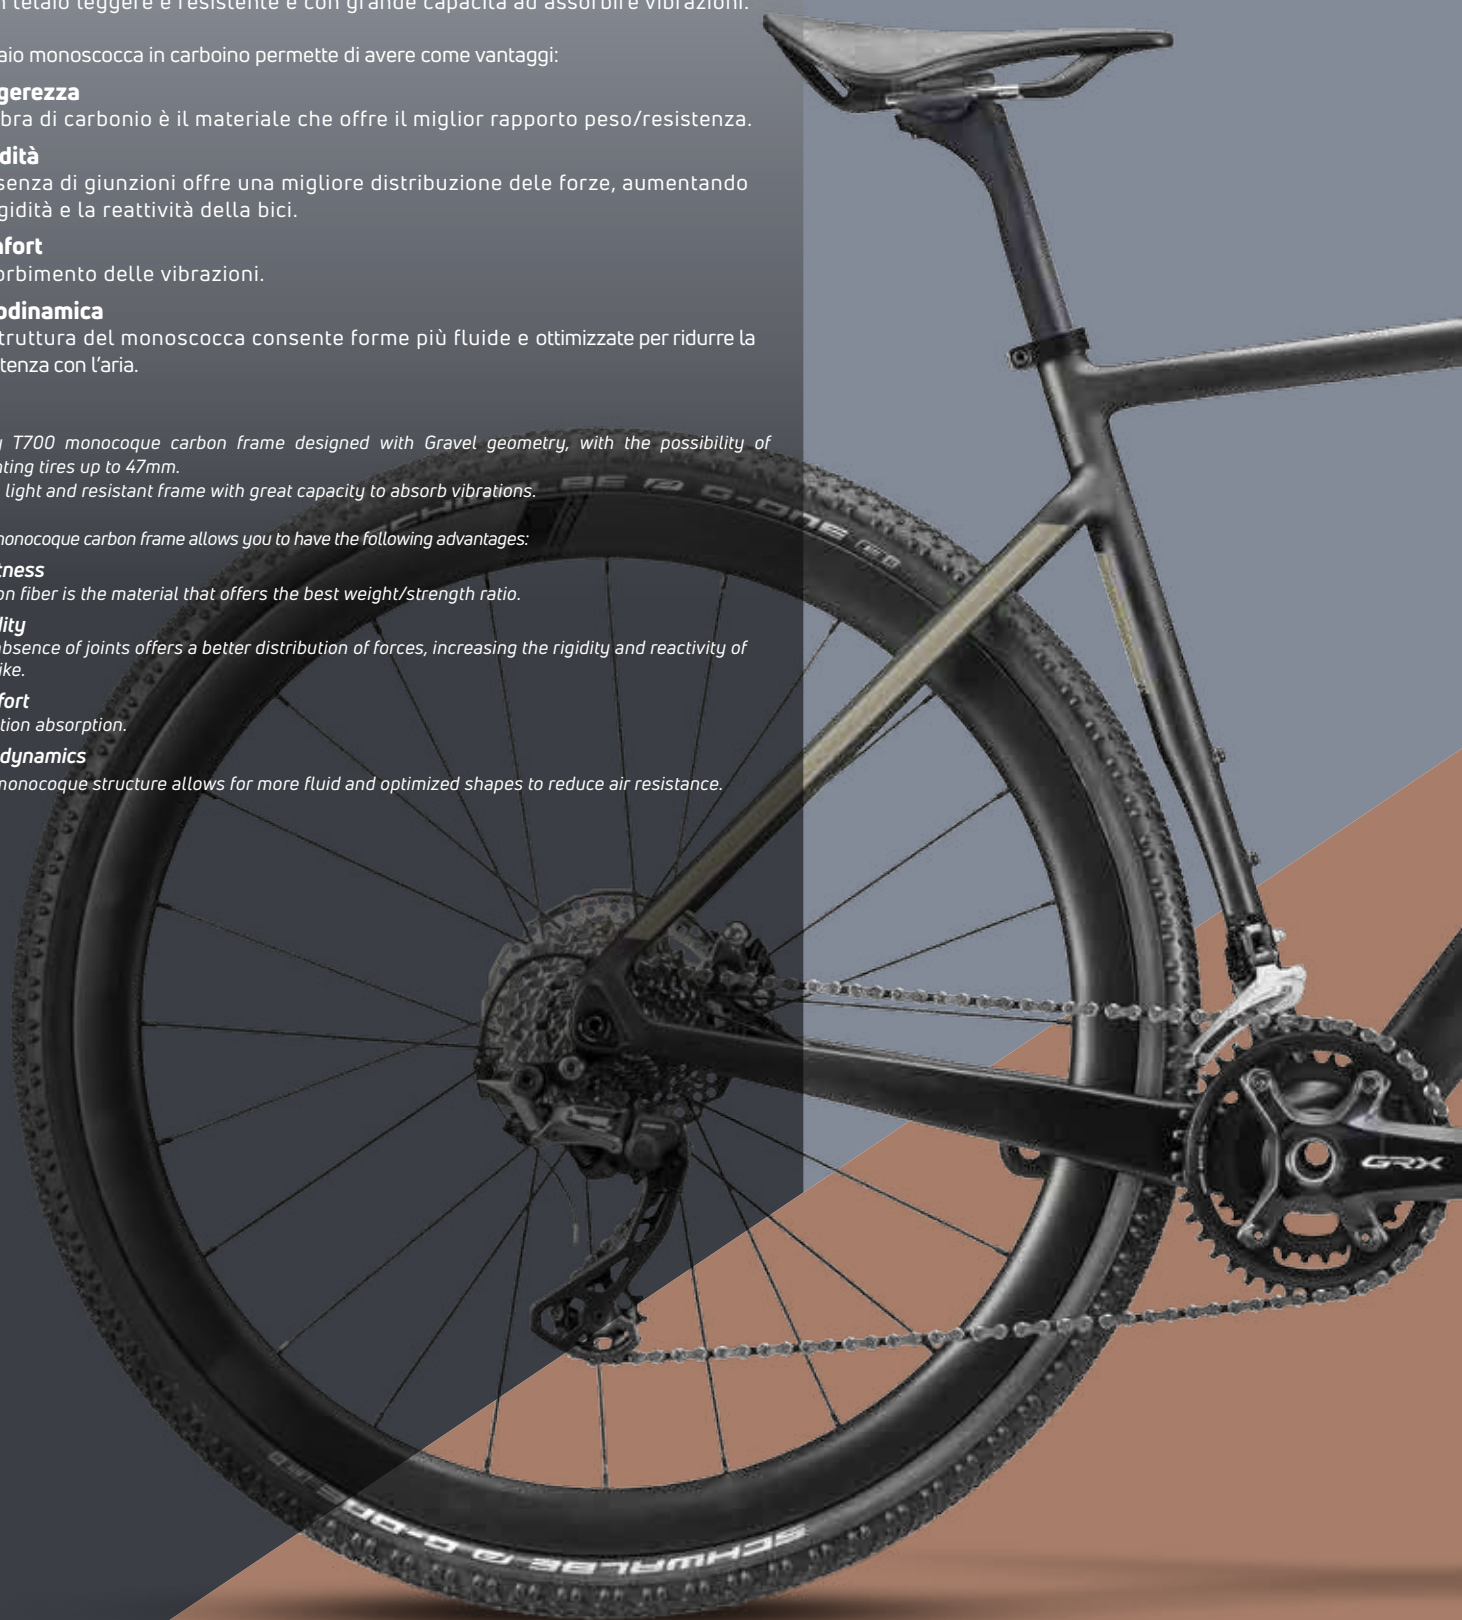 n telaio leggere e resistente e con grande capacità ad assorbire vibrazioni.
aio monoscocca in carboino permette di avere come vantaggi:
gerezza
bra di carbonio è il materiale che offre il miglior rapporto peso/resistenza.
dità
senza di giunzioni offre una migliore distribuzione dele forze, aumentando
gidità e la reattività della bici.
nfort
orbimento delle vibrazioni.
odinamica
truttura del monoscocca consente forme più fluide e ottimizzate per ridurre la
tenza con l'aria.
y T700 monocoque carbon frame designed with Gravel geometry, with the possibility of
nting tires up to 47mm.
light and resistant frame with great capacity to absorb vibrations.
monocoque carbon frame allows you to have the following advantages:
tness
on fiber is the material that offers the best weight/strength ratio.
dity
absence of joints offers a better distribution of forces, increasing the rigidity and reactivity of
ike.
fort
tion absorption.
dynamics
monocoque structure allows for more fluid and optimized shapes to reduce air resistance.
SCHWALBE G-ONE
GRX
SCHWALBE G-ONE